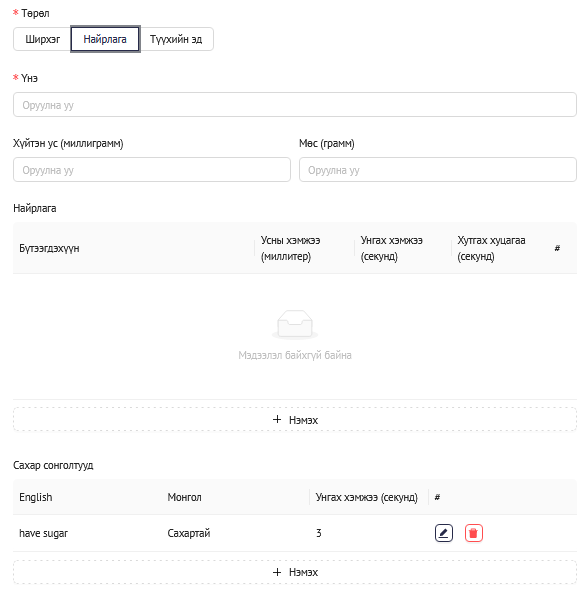 * Төрөл
Ширхэг Найрлага Түүхийн эд
* Үнэ
Оруулна уу
Хүйтэн ус (миллиграмм) Мөс (грамм)
Оруулна уу Оруулна уу
Найрлага
Бүтээгдэхүүн Усны хэмжээ (миллитер) Унгах хэмжээ (секунд) Хутгах хуцагаа (секунд) #
Мэдээлэл байхгүй байна
+ Нэмэх
Сахар сонголтууд
English Монгол Унгах хэмжээ (секунд) #
have sugar Сахартай 3
+ Нэмэх